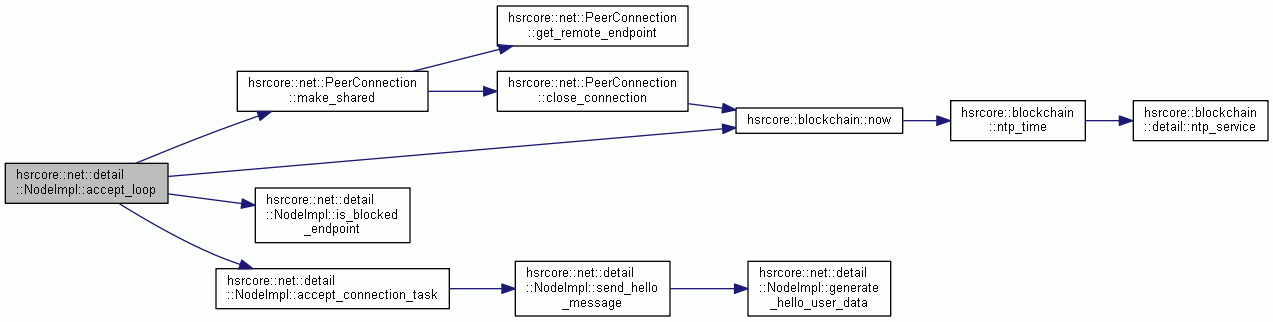 hsrcore::net::PeerConnection
::get_remote_endpoint
hsrcore::net::PeerConnection
::make_shared
hsrcore::net::PeerConnection
::close_connection
hsrcore::blockchain::now
hsrcore::blockchain
::ntp_time
hsrcore::blockchain
::detail::ntp_service
hsrcore::net::detail
::NodeImpl::accept_loop
hsrcore::net::detail
::NodeImpl::is_blocked
_endpoint
hsrcore::net::detail
::NodeImpl::accept_connection_task
hsrcore::net::detail
::NodeImpl::send_hello
_message
hsrcore::net::detail
::NodeImpl::generate
_hello_user_data